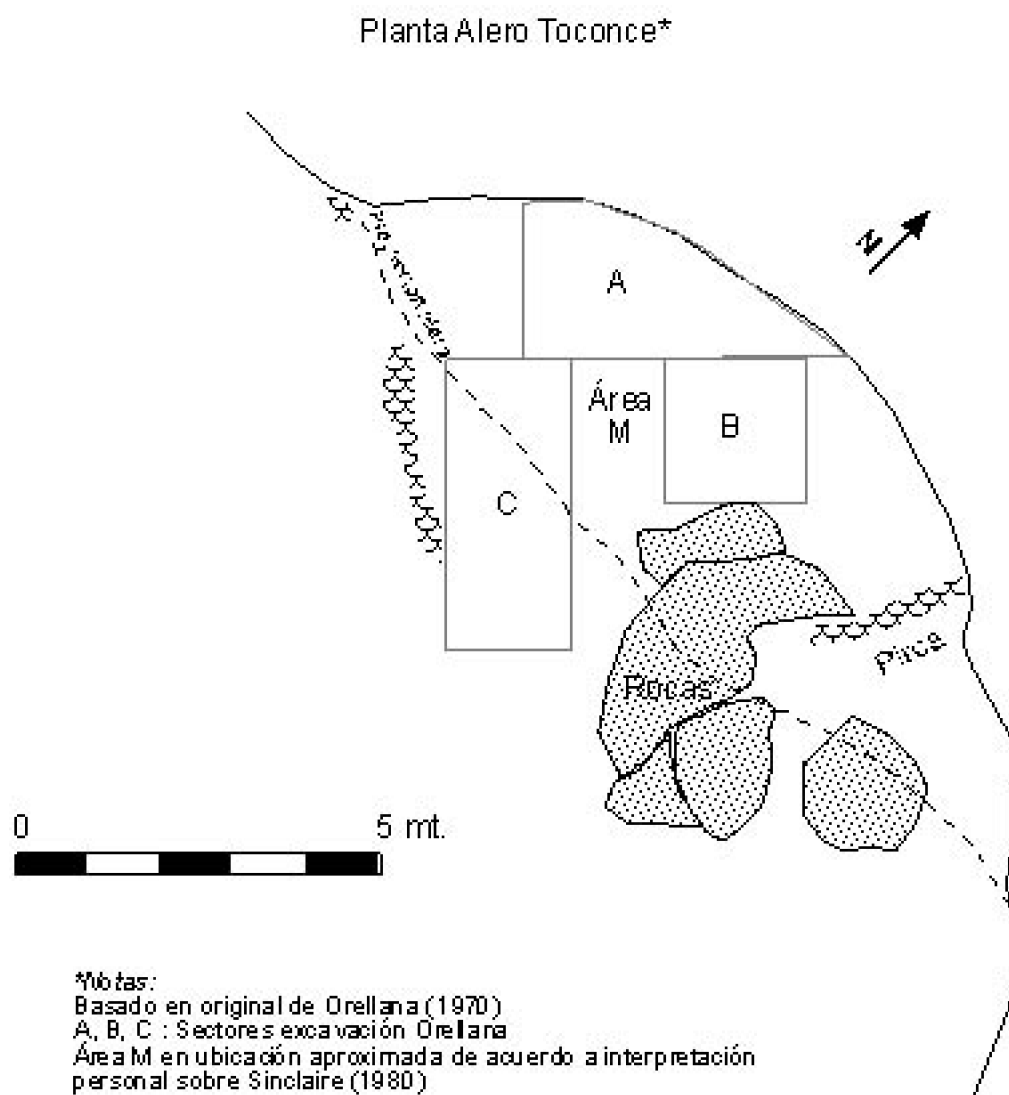 Planta Alero Toconce*
N
A
Área
M
B
C
Pirca
Rocas
0 5 mt.
*Notas:
Basado en original de Orellana (1970)
A, B, C : Sectores excavación Orellana
Área M en ubicación aproximada de acuerdo a interpretación
personal sobre Sinclaire (1980)